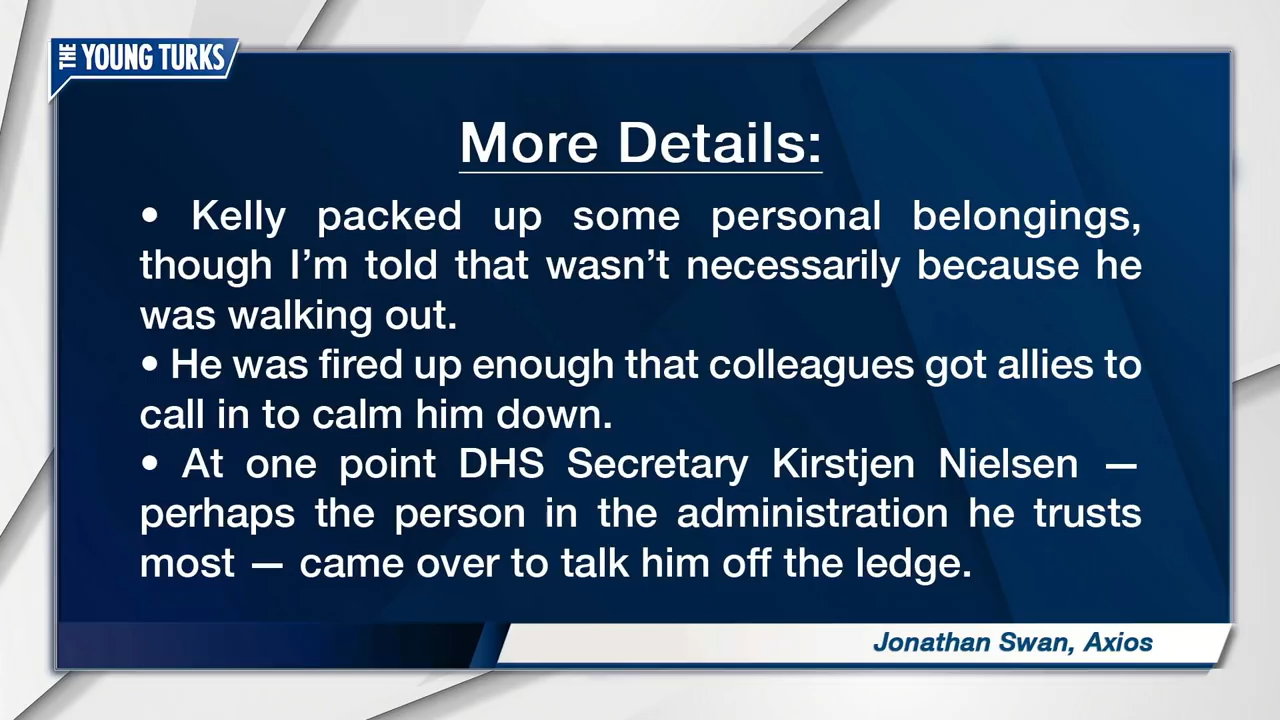 THE YOUNG TURKS
More Details:
• Kelly packed up some personal belongings,
though I’m told that wasn’t necessarily because he
was walking out.
• He was fired up enough that colleagues got allies to
call in to calm him down.
• At one point DHS Secretary Kirstjen Nielsen —
perhaps the person in the administration he trusts
most — came over to talk him off the ledge.
Jonathan Swan, Axios